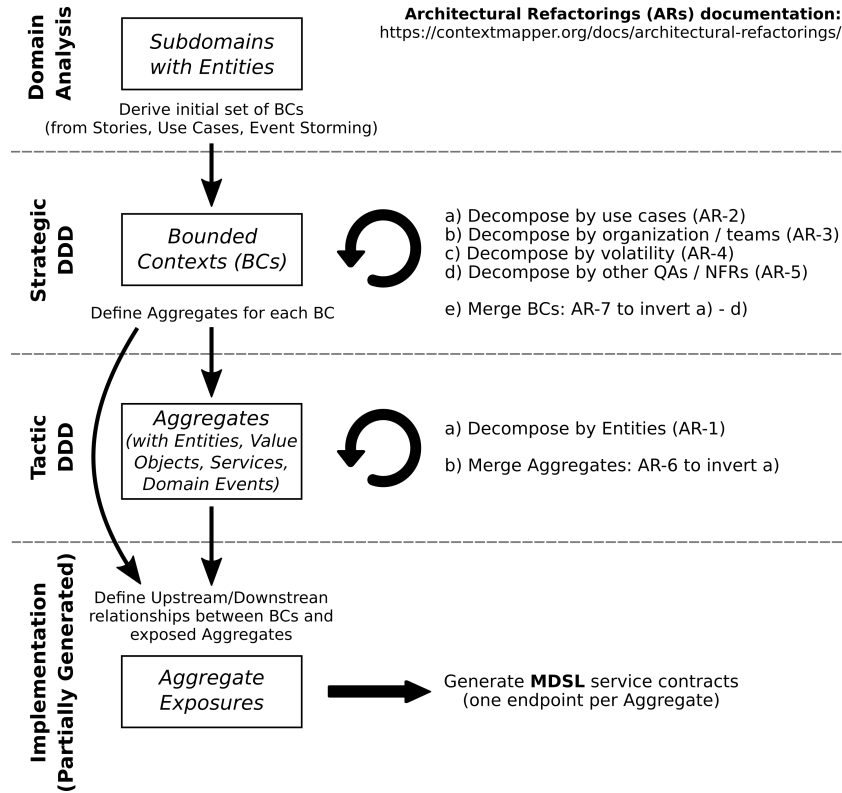 Architectural Refactorings (ARs) documentation:
https://contextmapper.org/docs/architectural-refactorings/
Domain
Analysis
Subdomains
with Entities
Derive initial set of BCs
(from Stories, Use Cases, Event Storming)
Strategic
DDD
Bounded
Contexts (BCs)
a) Decompose by use cases (AR-2)
b) Decompose by organization / teams (AR-3)
c) Decompose by volatility (AR-4)
d) Decompose by other QAs / NFRs (AR-5)
e) Merge BCs: AR-7 to invert a) - d)
Define Aggregates for each BC
Tactic
DDD
Aggregates
(with Entities, Value
Objects, Services,
Domain Events)
a) Decompose by Entities (AR-1)
b) Merge Aggregates: AR-6 to invert a)
Implementation
(Partially Generated)
Define Upstream/Downstrean
relationships between BCs and
exposed Aggregates
Aggregate
Exposures
Generate MDSL service contracts
(one endpoint per Aggregate)